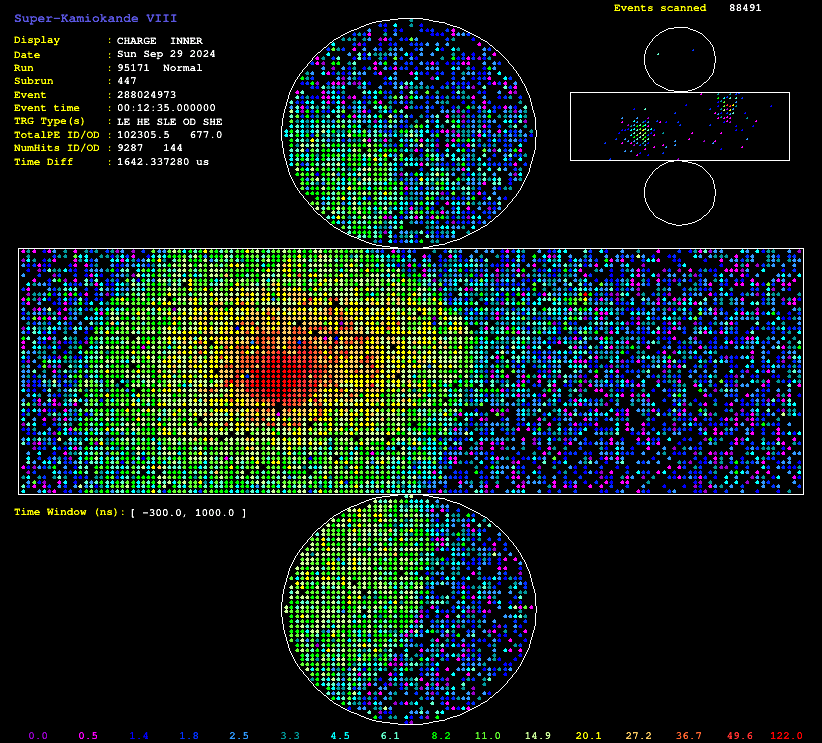 Super-Kamiokande VIII
Events scanned 88491
Display : CHARGE INNER
Date : Sun Sep 29 2024
Run : 95171 Normal
Subrun : 447
Event : 288024973
Event time : 00:12:35.000000
TRG Type(s) : LE HE SLE OD SHE
TotalPE ID/OD : 102305.5 677.0
NumHits ID/OD : 9287 144
Time Diff : 1642.337280 us
Time Window (ns): [ -300.0, 1000.0 ]
0.0 0.5 1.4 1.8 2.5 3.3 4.5 6.1 8.2 11.0 14.9 20.1 27.2 36.7 49.6 122.0